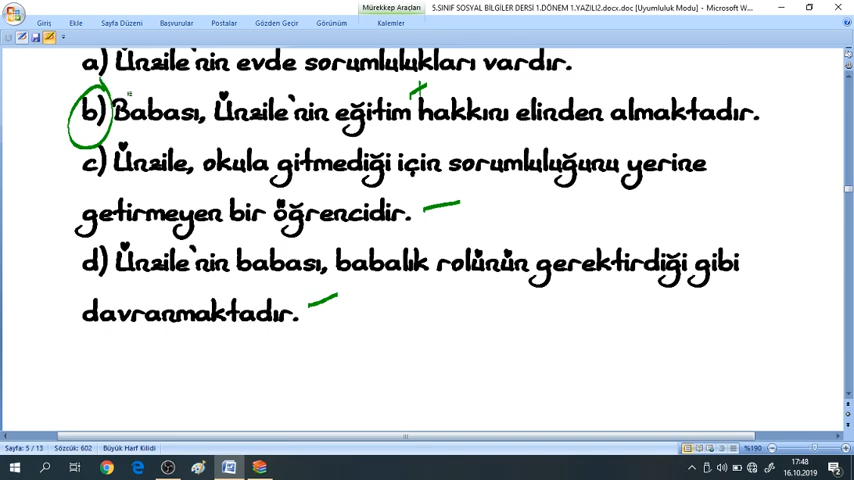 Mürekkep Araçları
5.SINIF SOSYAL BİLGİLER DERSİ 1.DÖNEM 1.YAZILI2.docx.doc [Uyumluluk Modu] - Microsoft W...
Giriş Ekle Sayfa Düzeni Başvurular Postalar Gözden Geçir Görünüm Kalemler
a) Ünzile'nin evde sorumlulukları vardır.
b) Babası, Ünzile'nin eğitim hakkını elinden almaktadır.
c) Ünzile, okula gitmediği için sorumluluğunu yerine
getirmeyen bir öğrencidir.
d) Ünzile'nin babası, babalık rolünün gerektirdiği gibi
davranmaktadır.
Sayfa: 5 / 13 Sözcük: 602 Büyük Harf Kilidi %190
17:48
16.10.2019
2